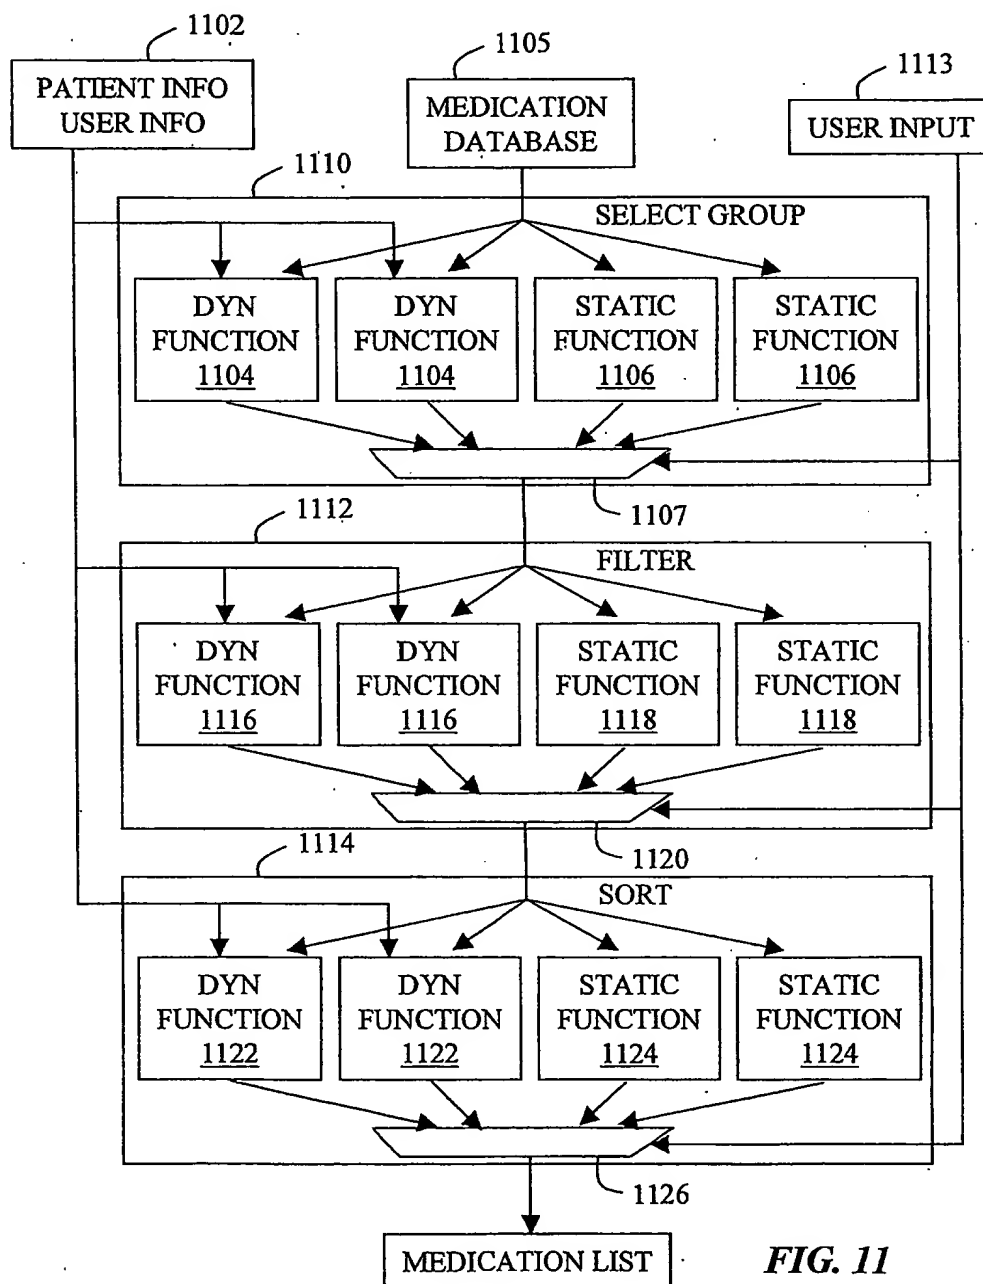 1102
PATIENT INFO
USER INFO
1105
MEDICATION
DATABASE
1113
USER INPUT
1110
SELECT GROUP
DYN
FUNCTION
1104
DYN
FUNCTION
1104
STATIC
FUNCTION
1106
STATIC
FUNCTION
1106
1107
1112
FILTER
DYN
FUNCTION
1116
DYN
FUNCTION
1116
STATIC
FUNCTION
1118
STATIC
FUNCTION
1118
1120
1114
SORT
DYN
FUNCTION
1122
DYN
FUNCTION
1122
STATIC
FUNCTION
1124
STATIC
FUNCTION
1124
1126
MEDICATION LIST
FIG. 11